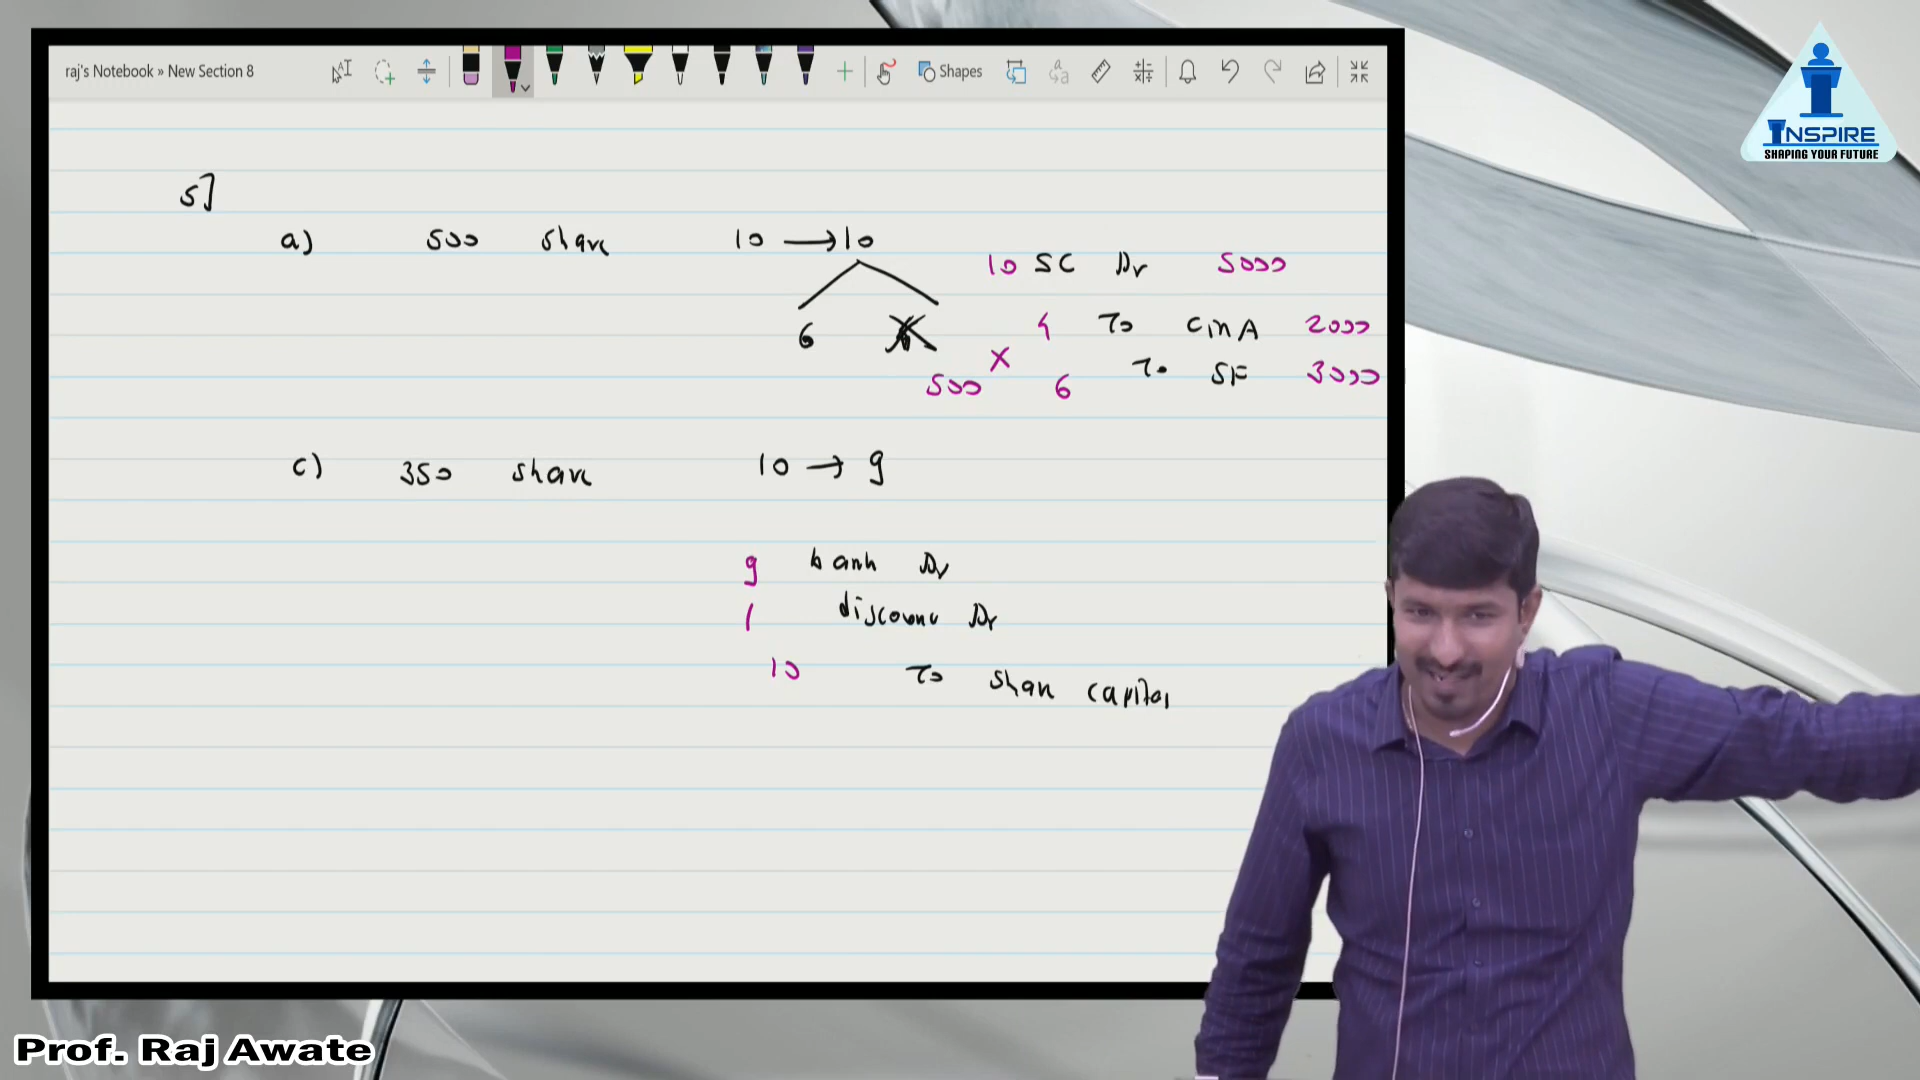 raj's Notebook » New Section 8
Shapes
INSPIRE
SHAPING YOUR FUTURE
5]
a) 500 share 10 → 10
10 SC Dr 5000
6
4 To CinA 2000
500 × 6 To SF 3000
c) 350 share 10 → 9
9 bank Dr
1 discount Dr
10 To share capital
Prof. Raj Awate